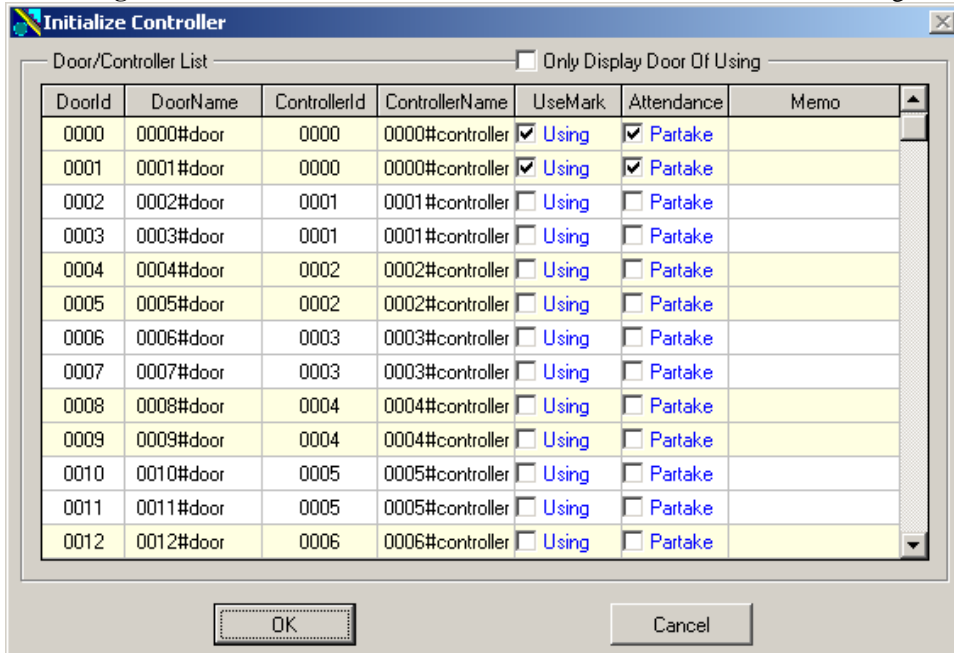 Initialize Controller
Door/Controller List Only Display Door Of Using
DoorId DoorName ControllerId ControllerName UseMark Attendance Memo
0000 0000#door 0000 0000#controller Using Partake
0001 0001#door 0000 0000#controller Using Partake
0002 0002#door 0001 0001#controller Using Partake
0003 0003#door 0001 0001#controller Using Partake
0004 0004#door 0002 0002#controller Using Partake
0005 0005#door 0002 0002#controller Using Partake
0006 0006#door 0003 0003#controller Using Partake
0007 0007#door 0003 0003#controller Using Partake
0008 0008#door 0004 0004#controller Using Partake
0009 0009#door 0004 0004#controller Using Partake
0010 0010#door 0005 0005#controller Using Partake
0011 0011#door 0005 0005#controller Using Partake
0012 0012#door 0006 0006#controller Using Partake
OK Cancel